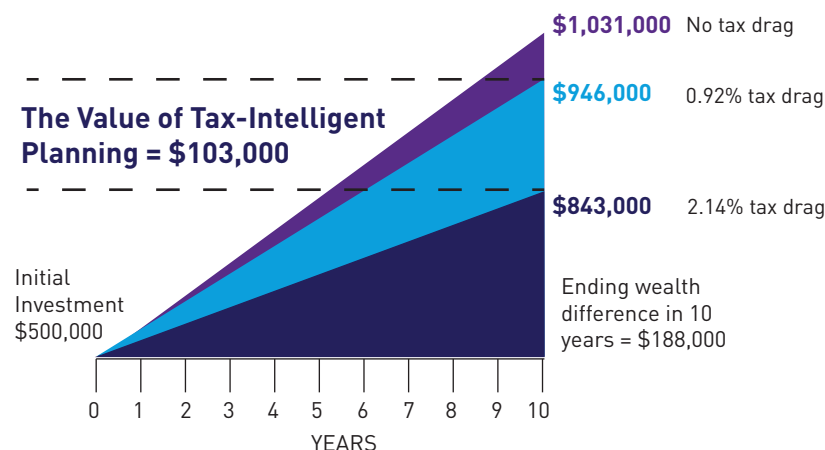 $1,031,000 No tax drag
$946,000 0.92% tax drag
The Value of Tax-Intelligent
Planning = $103,000
$843,000 2.14% tax drag
Initial
Investment
$500,000
Ending wealth
difference in 10
years = $188,000
0 1 2 3 4 5 6 7 8 9 10
YEARS